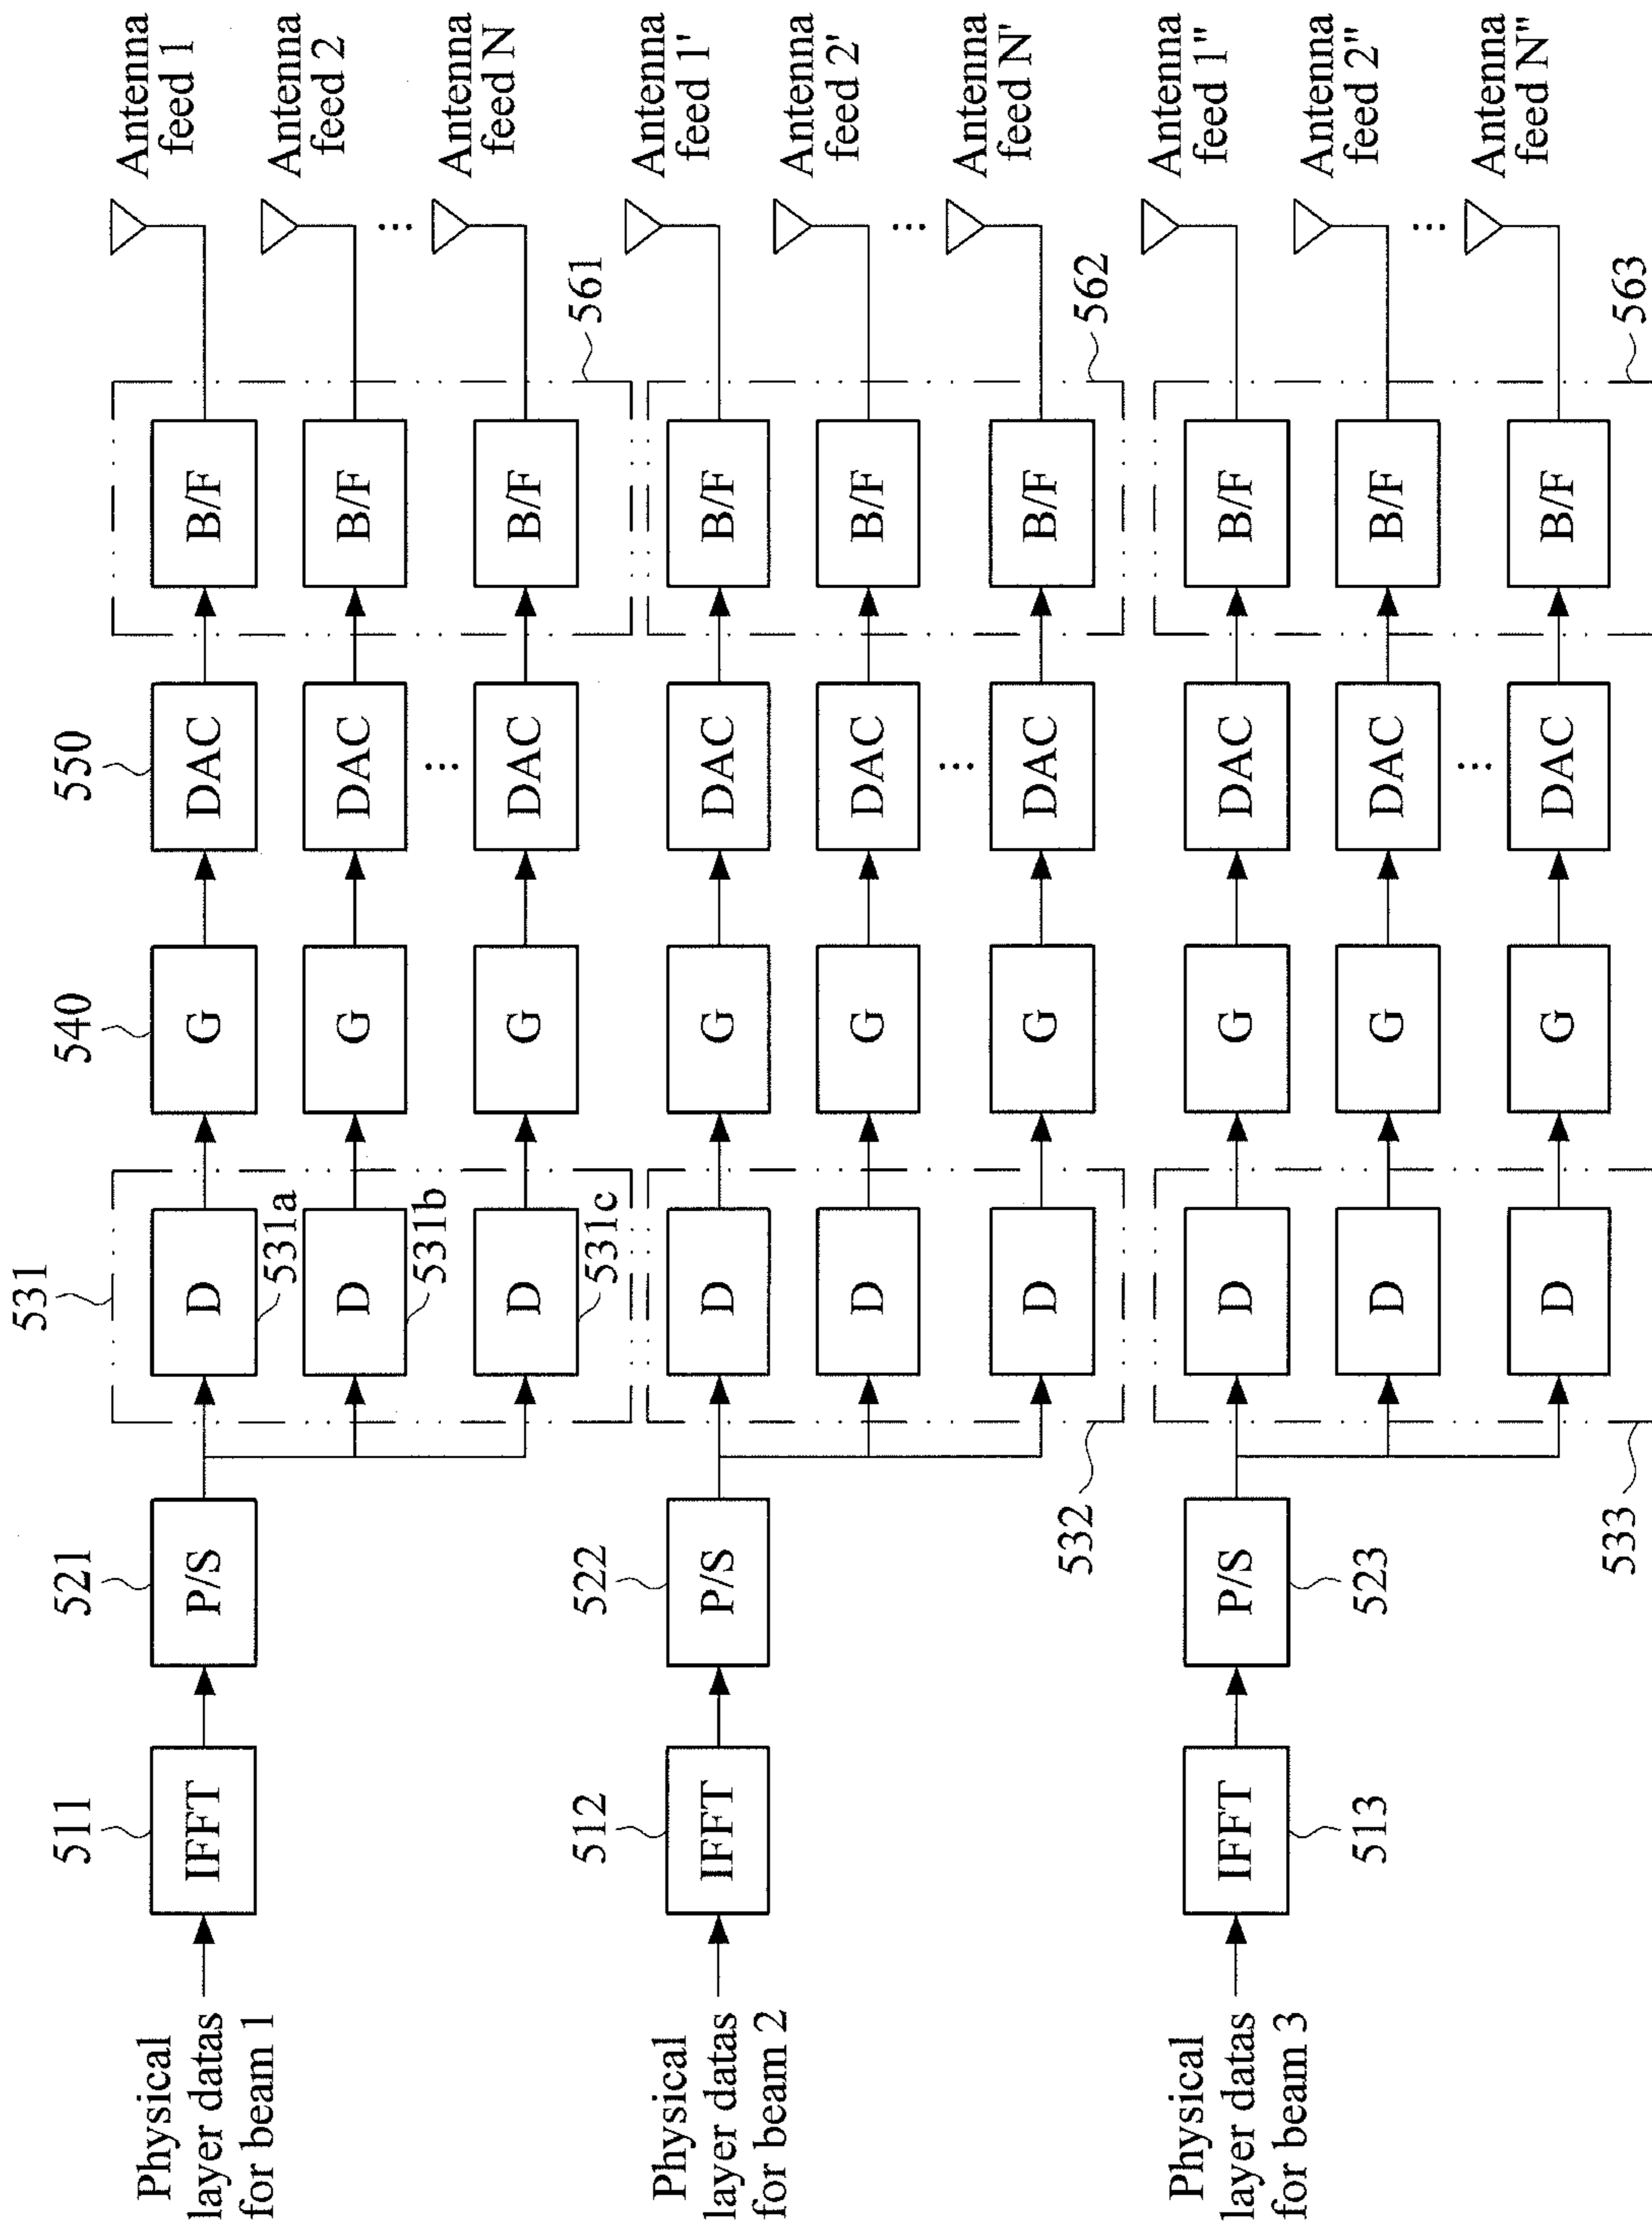 Physical
layer datas
for beam 1
511
IFFT
521
P/S
531
D
531a
D
531b
D
531c
540
G
G
G
550
DAC
DAC
...
DAC
B/F
B/F
B/F
561
Antenna
feed 1
Antenna
feed 2
...
Antenna
feed N
Physical
layer datas
for beam 2
512
IFFT
522
P/S
532
D
D
D
G
G
G
DAC
DAC
...
DAC
B/F
B/F
B/F
562
Antenna
feed 1'
Antenna
feed 2'
...
Antenna
feed N'
Physical
layer datas
for beam 3
IFFT
513
P/S
523
533
D
D
D
G
G
G
DAC
DAC
...
DAC
B/F
B/F
B/F
563
Antenna
feed 1"
Antenna
feed 2"
...
Antenna
feed N"